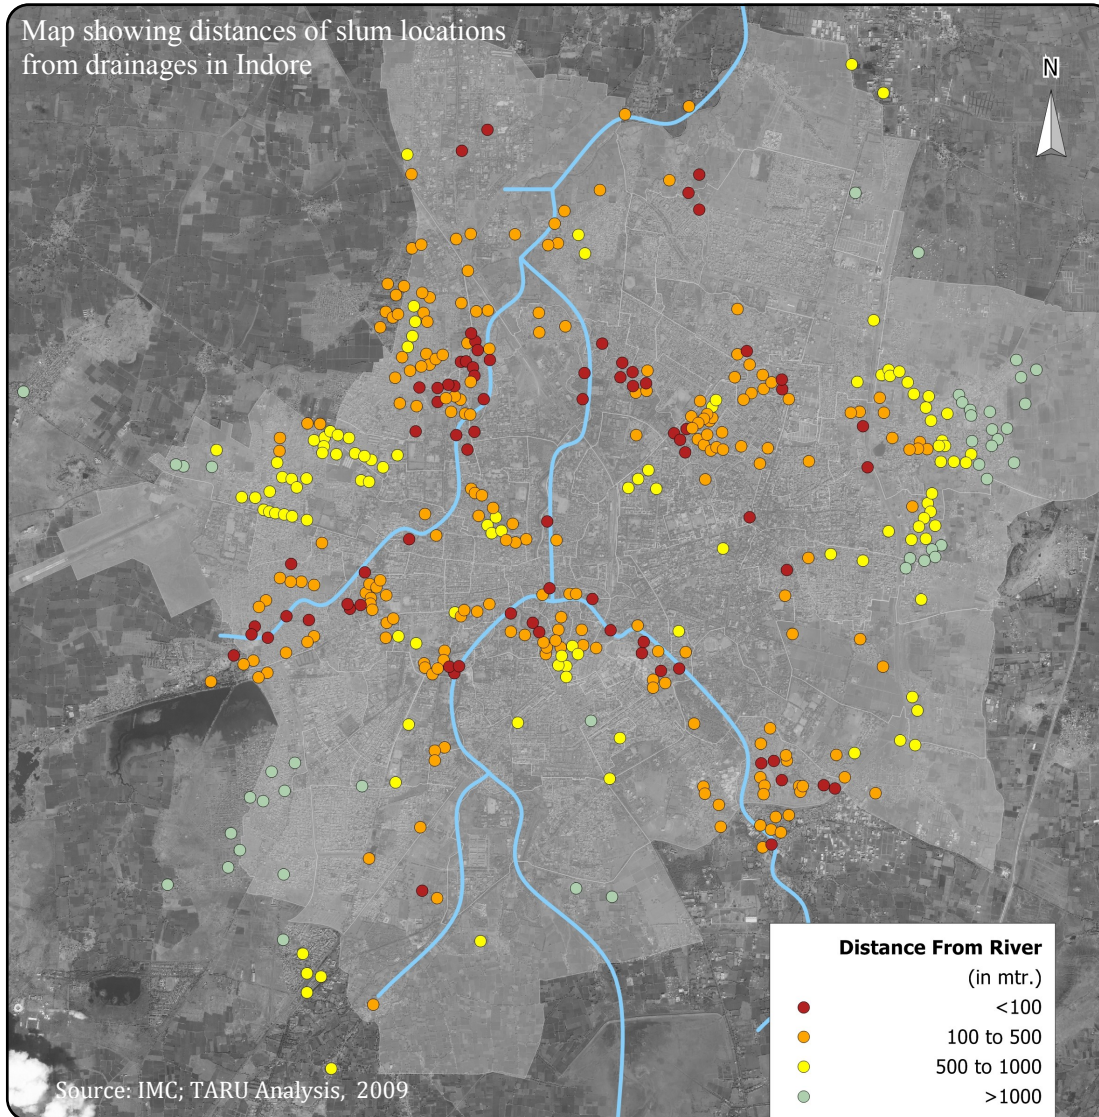 Map showing distances of slum locations
from drainages in Indore
N
Distance From River
(in mtr.)
<100
100 to 500
500 to 1000
>1000
Source: IMC; TARU Analysis, 2009